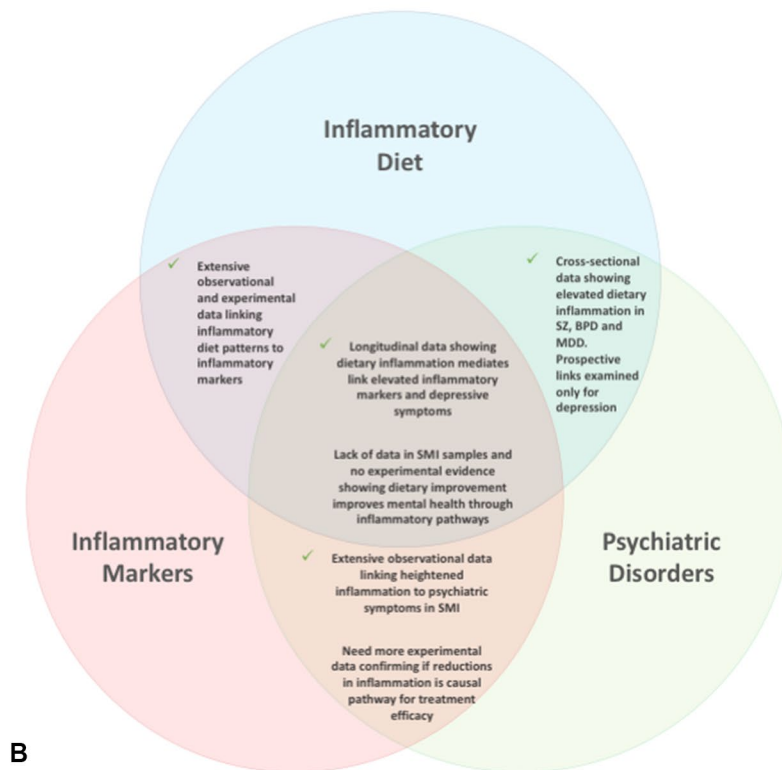 Inflammatory
Diet
✓ Extensive
observational
and experimental
data linking
inflammatory
diet patterns to
inflammatory
markers
✓ Cross-sectional
data showing
elevated dietary
inflammation in
SZ, BPD and
MDD.
Prospective
links examined
only for
depression
✓ Longitudinal data showing
dietary inflammation mediates
link elevated inflammatory
markers and depressive
symptoms
Lack of data in SMI samples and
no experimental evidence
showing dietary improvement
improves mental health through
inflammatory pathways
Inflammatory
Markers
Psychiatric
Disorders
✓ Extensive observational data
linking heightened
inflammation to psychiatric
symptoms in SMI
Need more experimental
data confirming if reductions
in inflammation is causal
pathway for treatment
efficacy
B